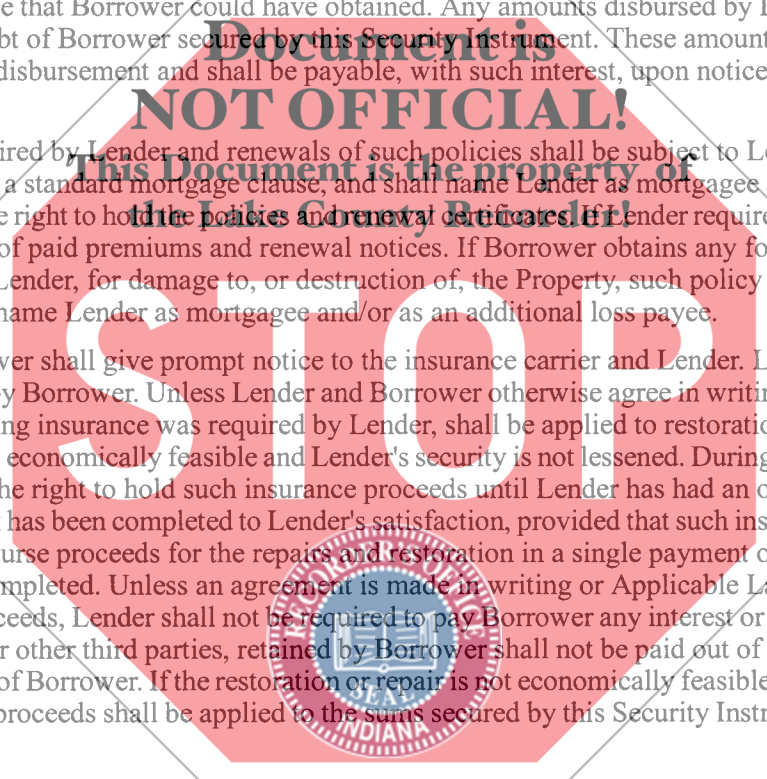 e that Borrower could have obtained. Any amounts disbursed by
Document is
bt of Borrower secured by this Security Instrument. These amount
disbursement and shall be payable, with such interest, upon notice
NOT OFFICIAL!
ired by Lender and renewals of such policies shall be subject to Le
This Document is the property of
a standard mortgage clause, and shall name Lender as mortgagee
the Lake County Recorder!
e right to hold the policies and renewal certificates. If Lender require
of paid premiums and renewal notices. If Borrower obtains any fo
Lender, for damage to, or destruction of, the Property, such policy
name Lender as mortgagee and/or as an additional loss payee.
STOP
wer shall give prompt notice to the insurance carrier and Lender. L
y Borrower. Unless Lender and Borrower otherwise agree in writin
ng insurance was required by Lender, shall be applied to restoratio
economically feasible and Lender's security is not lessened. During
he right to hold such insurance proceeds until Lender has had an o
has been completed to Lender's satisfaction, provided that such ins
urse proceeds for the repairs and restoration in a single payment o
mpleted. Unless an agreement is made in writing or Applicable La
ceeds, Lender shall not be required to pay Borrower any interest or
r other third parties, retained by Borrower shall not be paid out of
of Borrower. If the restoration or repair is not economically feasible
proceeds shall be applied to the sums secured by this Security Instr
RECORDER'S OFFICE
SEAL
INDIANA